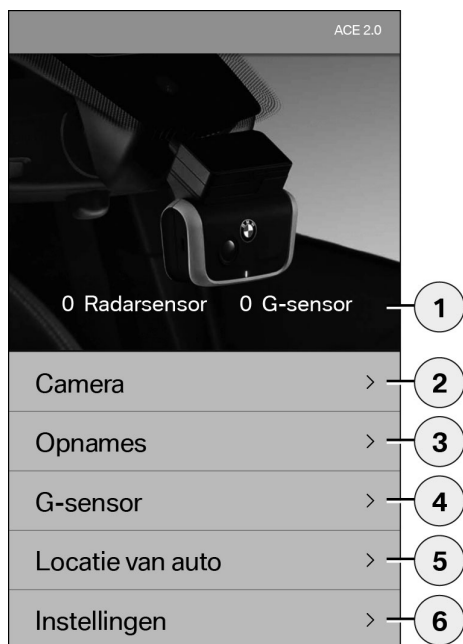 ACE 2.0
0 Radarsensor 0 G-sensor 1
Camera > 2
Opnames > 3
G-sensor > 4
Locatie van auto > 5
Instellingen > 6